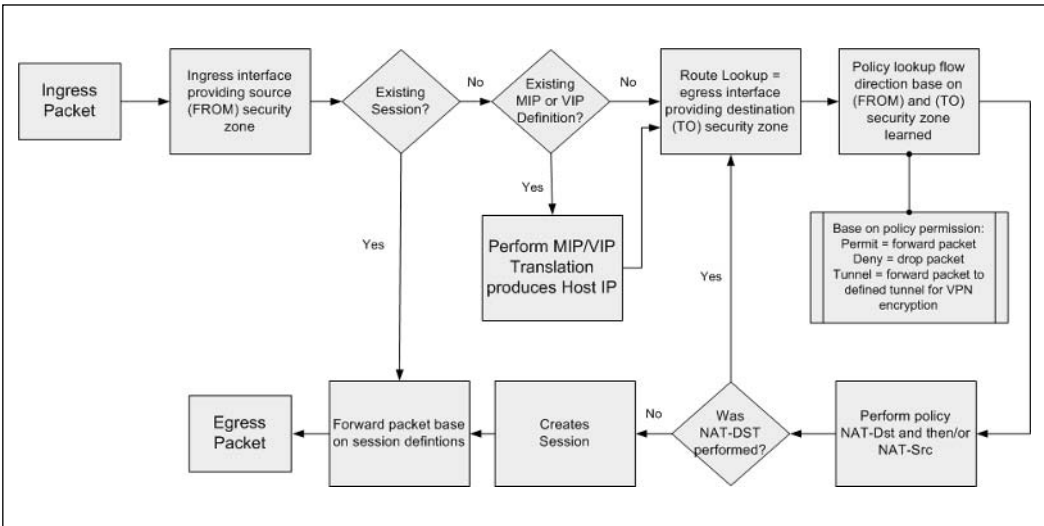 Ingress
Packet
Ingress interface
providing source
(FROM) security
zone
Existing
Session?
No
Existing
MIP or VIP
Definition?
No
Route Lookup =
egress interface
providing destination
(TO) security zone
Policy lookup flow
direction base on
(FROM) and (TO)
security zone
learned
Yes
Yes
Yes
Perform MIP/VIP
Translation
produces Host IP
Base on policy permission:
Permit = forward packet
Deny = drop packet
Tunnel = forward packet to
defined tunnel for VPN
encryption
Egress
Packet
Forward packet base
on session defintions
Creates
Session
No
Was
NAT-DST
performed?
Perform policy
NAT-Dst and then/or
NAT-Src